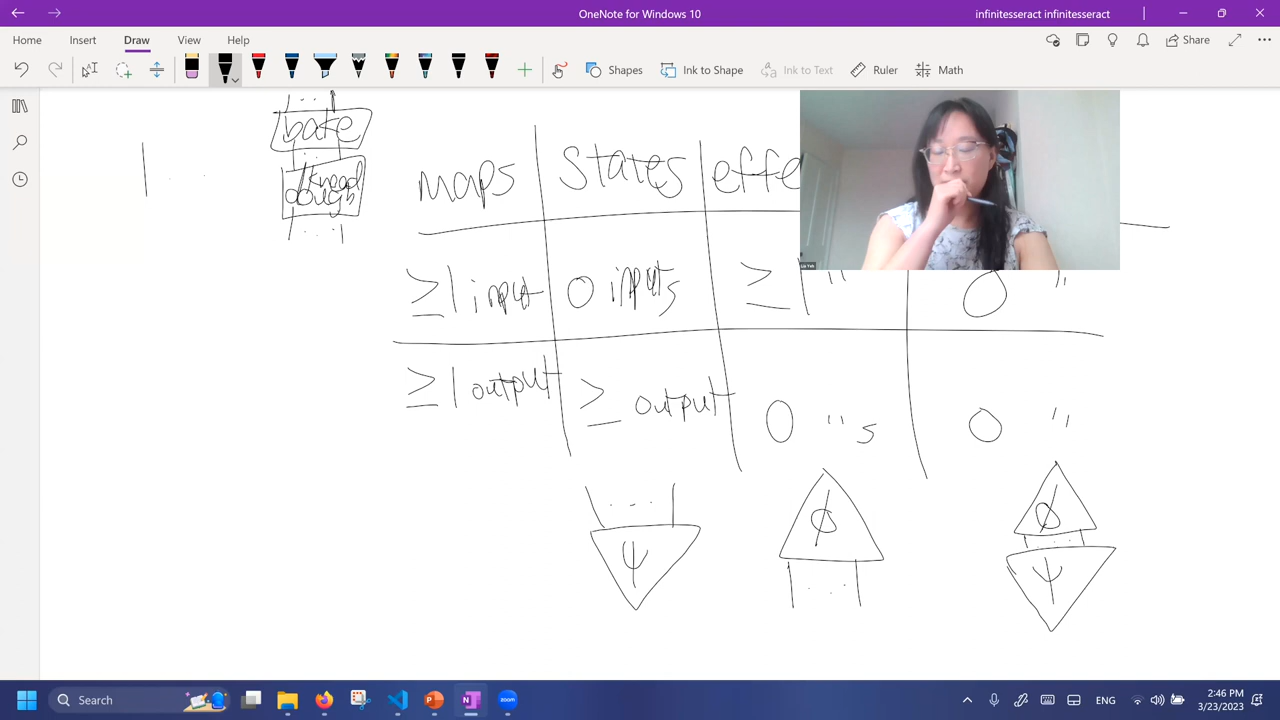 OneNote for Windows 10
infinitesseract infinitesseract
Home Insert Draw View Help
Share
Shapes Ink to Shape Ink to Text Ruler Math
bake
knead
dough
maps states effe
≥1 input 0 inputs ≥1 " 0 "
≥1 output ≥ output 0 "s 0 "
ϕ ϕ
ψ ψ
Search
zoom
ENG
2:46 PM
3/23/2023